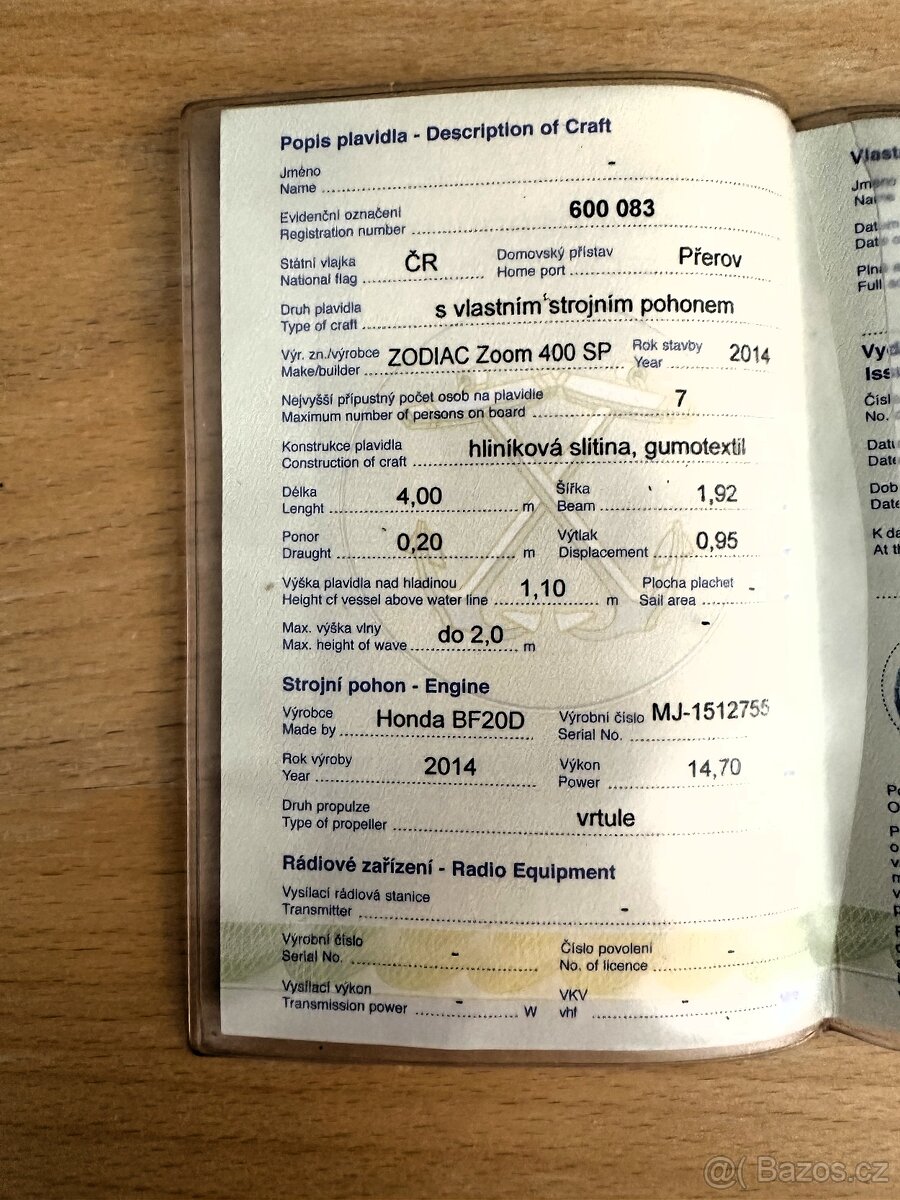 Popis plavidla - Description of Craft
Jméno -
Name
Evidenční označení 600 083
Registration number
Státní vlajka ČR Domovský přístav Přerov
National flag Home port
Druh plavidla s vlastním strojním pohonem
Type of craft
Výr. zn./výrobce ZODIAC Zoom 400 SP Rok stavby 2014
Make/builder Year
Nejvyšší přípustný počet osob na plavidle 7
Maximum number of persons on board
Konstrukce plavidla hliníková slitina, gumotextil
Construction of craft
Délka 4,00 Šířka 1,92
Lenght m Beam
Ponor 0,20 Výtlak 0,95
Draught m Displacement
Výška plavidla nad hladinou 1,10 Plocha plachet -
Height of vessel above water line m Sail area
Max. výška vlny do 2,0 -
Max. height of wave m
Strojní pohon - Engine
Výrobce Honda BF20D Výrobní číslo MJ-1512755
Made by Serial No.
Rok výroby 2014 Výkon 14,70
Year Power
Druh propulze vrtule
Type of propeller
Rádiové zařízení - Radio Equipment
Vysílací rádiová stanice -
Transmitter
Výrobní číslo - Číslo povolení -
Serial No. No. of licence
Vysílací výkon - VKV -
Transmission power W vhf
No.
At
@( Bazos.cz